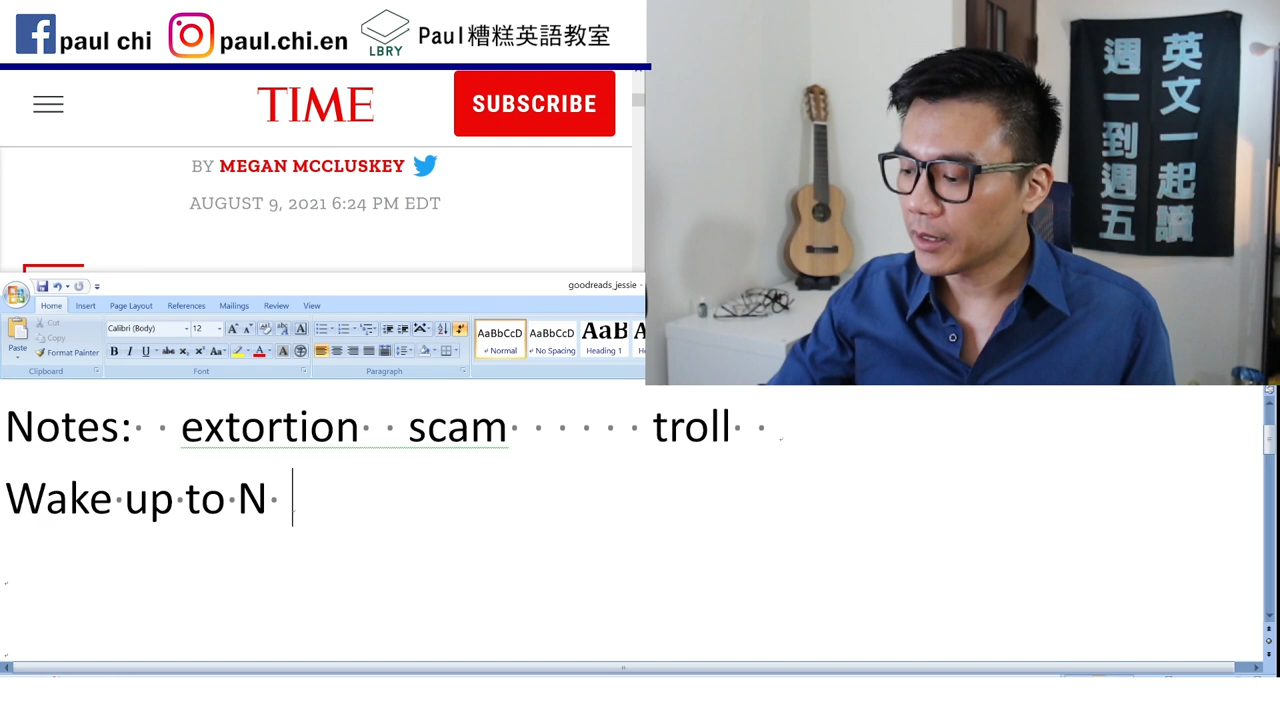 paul chi
paul.chi.en
LBRY
Paul糟糕英語教室
TIME
SUBSCRIBE
BY MEGAN MCCLUSKEY
AUGUST 9, 2021 6:24 PM EDT
英文一起讀
週一到週五
goodreads_jessie -
Home Insert Page Layout References Mailings Review View
Cut
Copy
Paste
Format Painter
Calibri (Body) 12
AaBbCcD AaBbCcD AaB
Normal No Spacing Heading 1
Clipboard Font Paragraph
Notes: extortion scam troll
Wake up to N